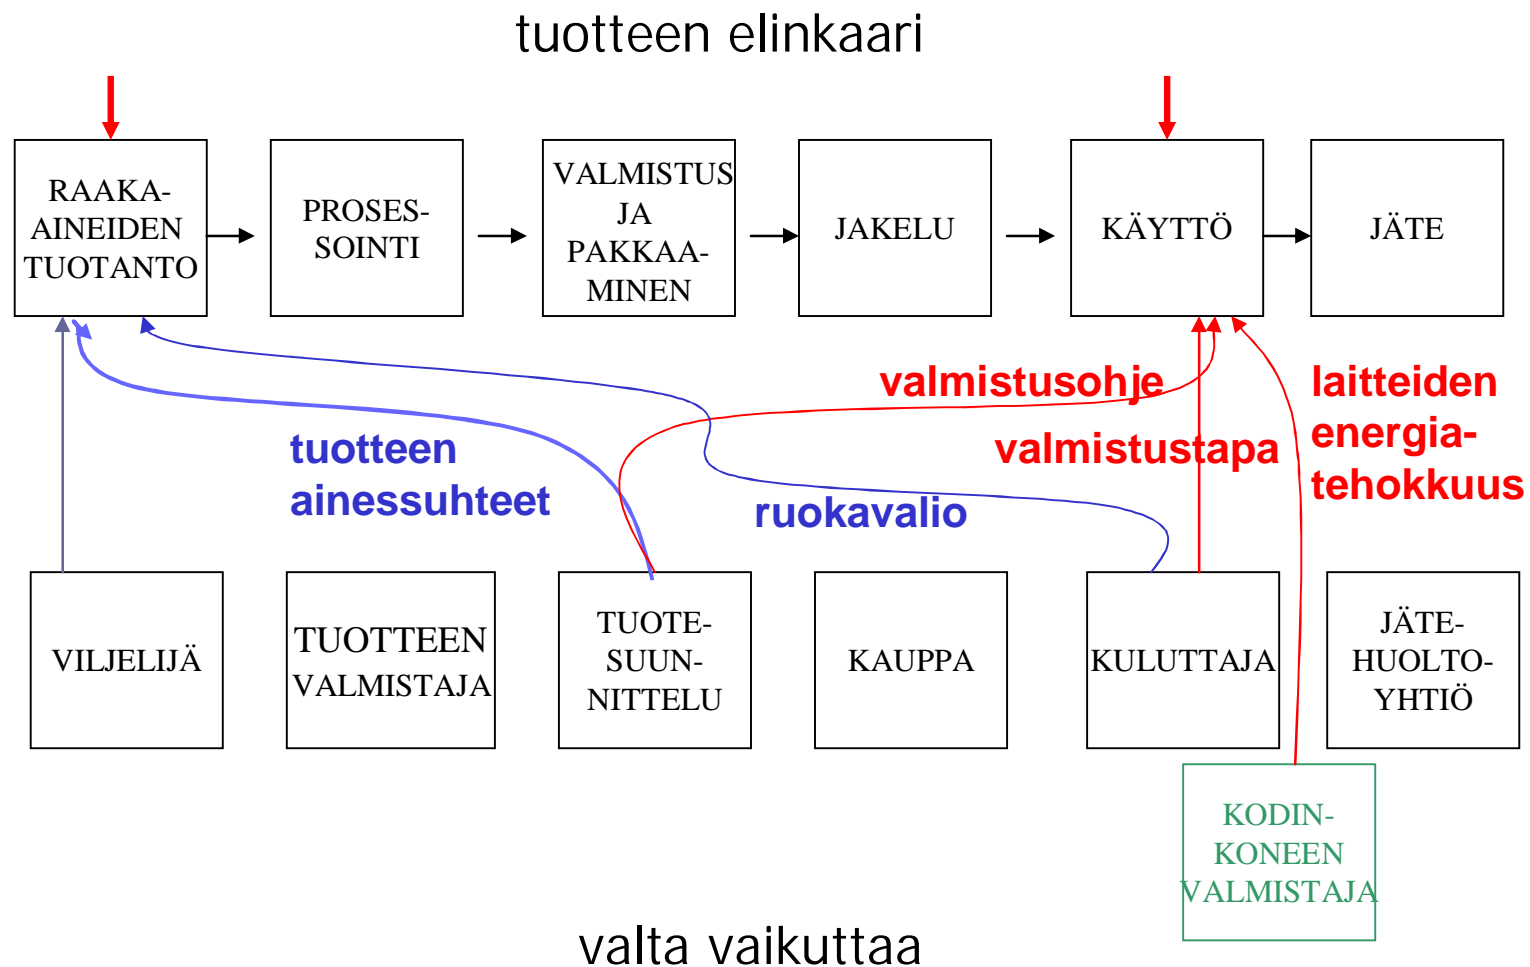 tuotteen elinkaari
RAAKA-
AINEIDEN
TUOTANTO
PROSES-
SOINTI
VALMISTUS
JA
PAKKAA-
MINEN
JAKELU
KÄYTTÖ
JÄTE
valmistusohje
laitteiden
energia-
tehokkuus
tuotteen
ainessuhteet
valmistustapa
ruokavalio
VILJELIJÄ
TUOTTEEN
VALMISTAJA
TUOTE-
SUUN-
NITTELU
KAUPPA
KULUTTAJA
JÄTE-
HUOLTO-
YHTIÖ
KODIN-
KONEEN
VALMISTAJA
valta vaikuttaa